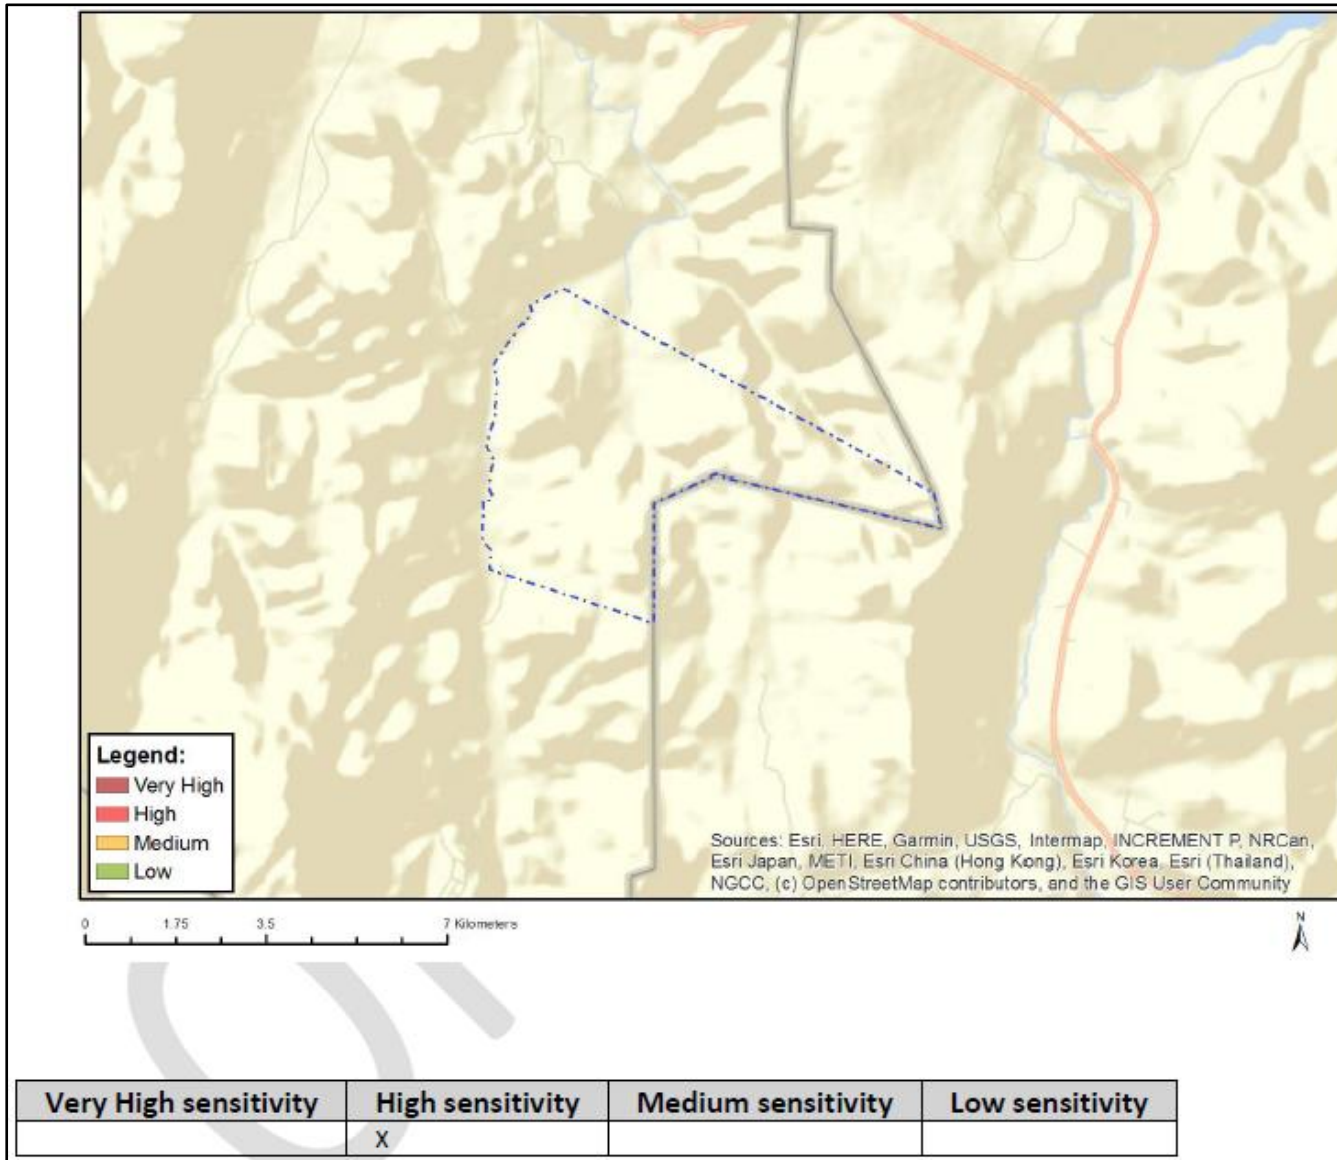 Legend:
Very High
High
Medium
Low
Sources: Esri, HERE, Garmin, USGS, Intermap, INCREMENT P, NRCan,
Esri Japan, METI, Esri China (Hong Kong), Esri Korea, Esri (Thailand),
NGCC, (c) OpenStreetMap contributors, and the GIS User Community
0 1.75 3.5 7 Kilometers
N
Very High sensitivity High sensitivity Medium sensitivity Low sensitivity
X